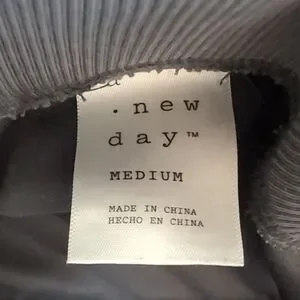 . new
day™
MEDIUM
MADE IN CHINA
HECHO EN CHINA